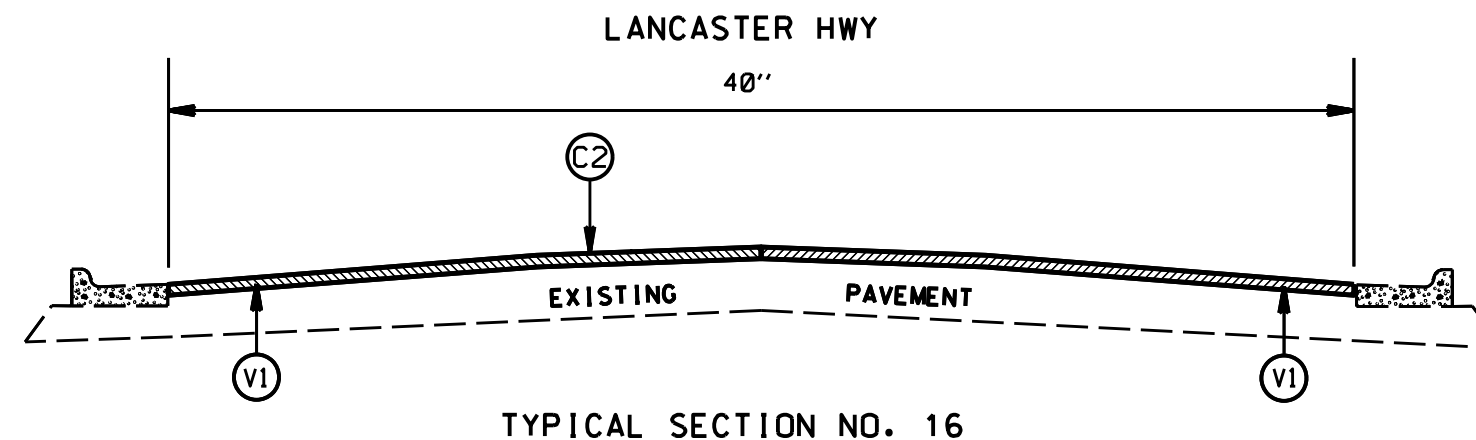 LANCASTER HWY
40''
C2
EXISTING PAVEMENT
V1 V1
TYPICAL SECTION NO. 16